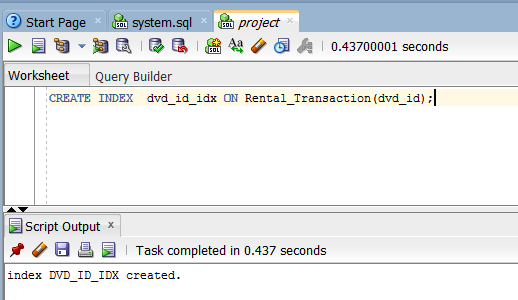 Start Page system.sql project
0.43700001 seconds
Worksheet Query Builder
CREATE INDEX dvd_id_idx ON Rental_Transaction(dvd_id);
Script Output x
Task completed in 0.437 seconds
index DVD_ID_IDX created.